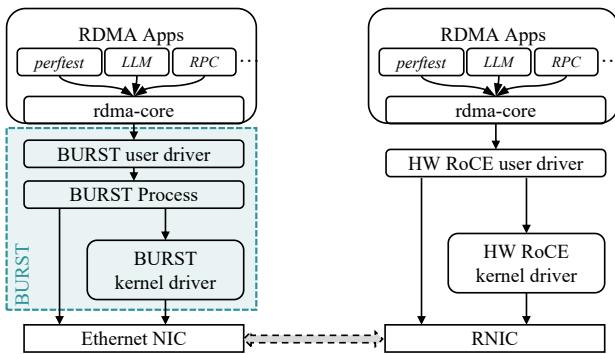 RDMA Apps
perftest
LLM
RPC
...
rdma-core
BURST user driver
BURST Process
BURST
kernel driver
BURST
Ethernet NIC
RDMA Apps
perftest
LLM
RPC
...
rdma-core
HW RoCE user driver
HW RoCE
kernel driver
RNIC